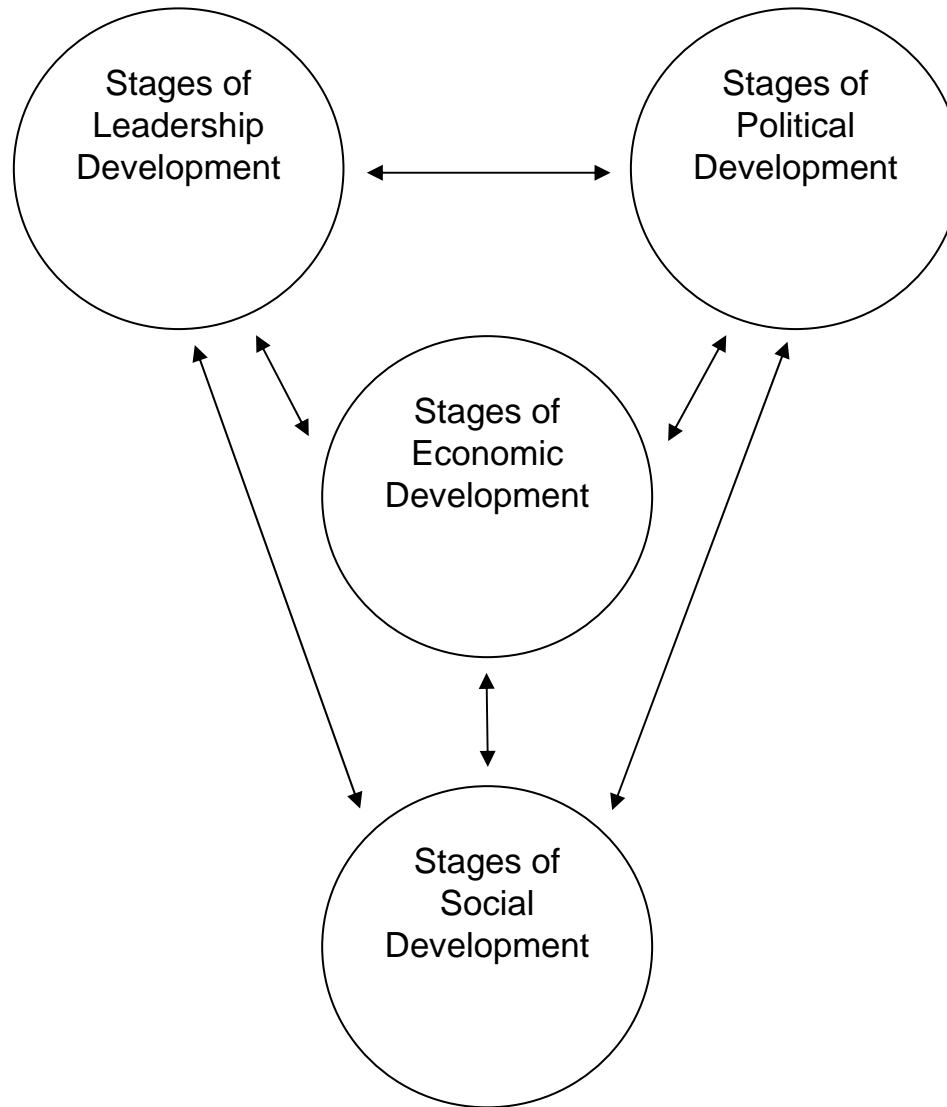 Stages of
Leadership
Development
Stages of
Political
Development
Stages of
Economic
Development
Stages of
Social
Development